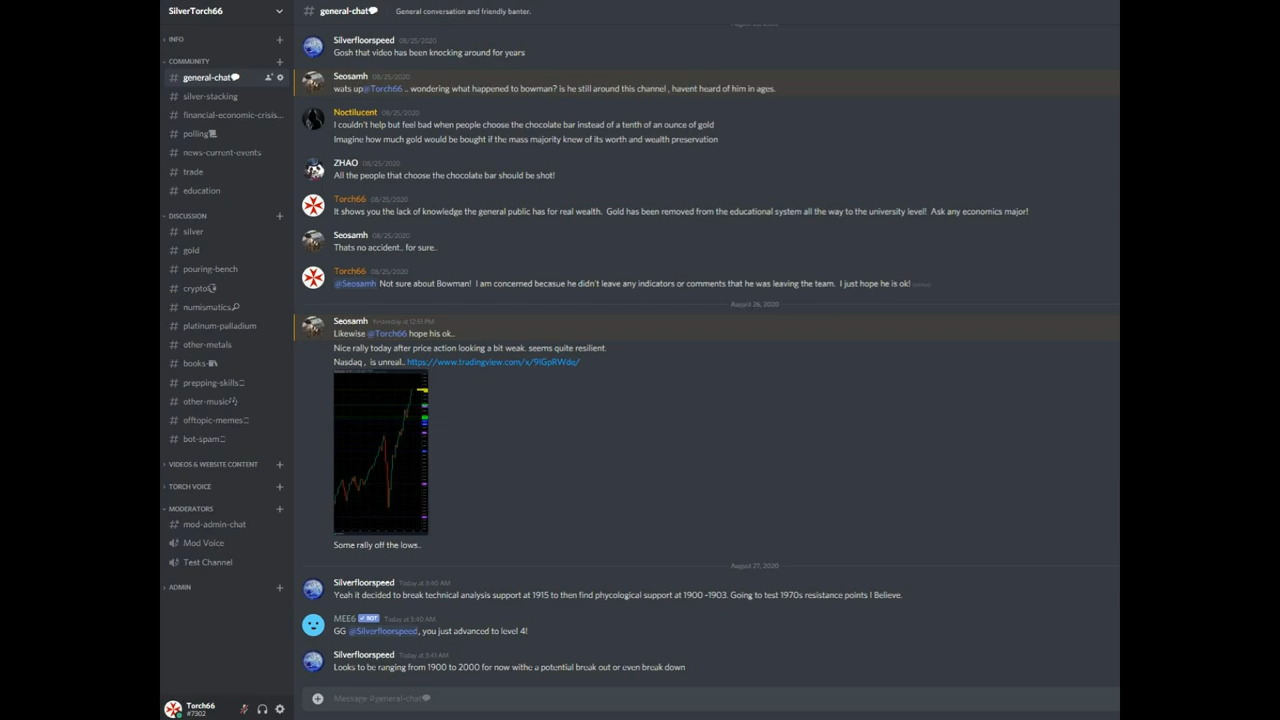 SilverTorch66
# general-chat
General conversation and friendly banter.
INFO
COMMUNITY
# general-chat
# silver-stacking
# financial-economic-crisis...
# polling
# news-current-events
# trade
# education
DISCUSSION
# silver
# gold
# pouring-bench
# crypto
# numismatics
# platinum-palladium
# other-metals
# books-
# prepping-skills
# other-music
# offtopic-memes
# bot-spam
VIDEOS & WEBSITE CONTENT
TORCH VOICE
MODERATORS
# mod-admin-chat
Mod Voice
Test Channel
ADMIN
Torch66
#7302
Silverfloorspeed 08/25/2020
Gosh that video has been knocking around for years
Seosamh 08/25/2020
wats up@Torch66 .. wondering what happened to bowman? is he still around this channel , havent heard of him in ages.
Noctilucent 08/25/2020
I couldn't help but feel bad when people choose the chocolate bar instead of a tenth of an ounce of gold
Imagine how much gold would be bought if the mass majority knew of its worth and wealth preservation
ZHAO 08/25/2020
All the people that choose the chocolate bar should be shot!
Torch66 08/25/2020
It shows you the lack of knowledge the general public has for real wealth. Gold has been removed from the educational system all the way to the university level! Ask any economics major!
Seosamh 08/25/2020
Thats no accident.. for sure..
Torch66 08/25/2020
@Seosamh Not sure about Bowman! I am concerned becasue he didn't leave any indicators or comments that he was leaving the team. I just hope he is ok!
August 26, 2020
Seosamh Yesterday at 12:51 PM
Likewise @Torch66 hope his ok..
Nice rally today after price action looking a bit weak. seems quite resilient.
Nasdaq , is unreal.. https://www.tradingview.com/x/9IGpRWdq/
Some rally off the lows..
August 27, 2020
Silverfloorspeed Today at 3:40 AM
Yeah it decided to break technical analysis support at 1915 to then find phycological support at 1900 -1903. Going to test 1970s resistance points I Believe.
MEE6 BOT Today at 3:40 AM
GG @Silverfloorspeed, you just advanced to level 4!
Silverfloorspeed Today at 3:41 AM
Looks to be ranging from 1900 to 2000 for now withe a potential break out or even break down
Message #general-chat